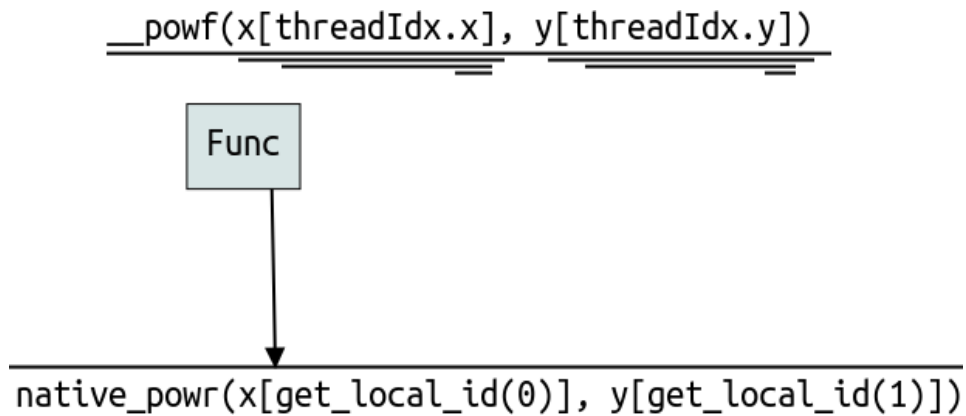 __powf(x[threadIdx.x], y[threadIdx.y])
Func
native_powr(x[get_local_id(0)], y[get_local_id(1)])